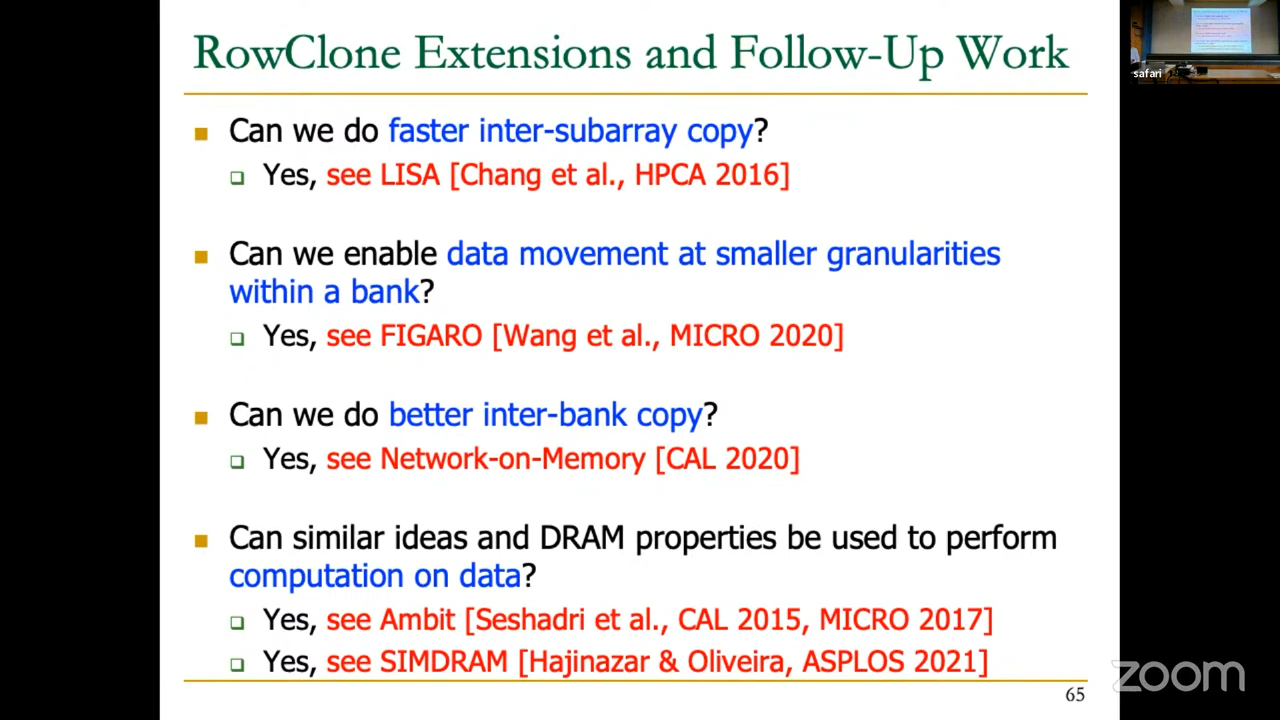 RowClone Extensions and Follow-Up Work
safari
Can we do faster inter-subarray copy?
Yes, see LISA [Chang et al., HPCA 2016]
Can we enable data movement at smaller granularities
within a bank?
Yes, see FIGARO [Wang et al., MICRO 2020]
Can we do better inter-bank copy?
Yes, see Network-on-Memory [CAL 2020]
Can similar ideas and DRAM properties be used to perform
computation on data?
Yes, see Ambit [Seshadri et al., CAL 2015, MICRO 2017]
Yes, see SIMDRAM [Hajinazar & Oliveira, ASPLOS 2021]
65
zoom